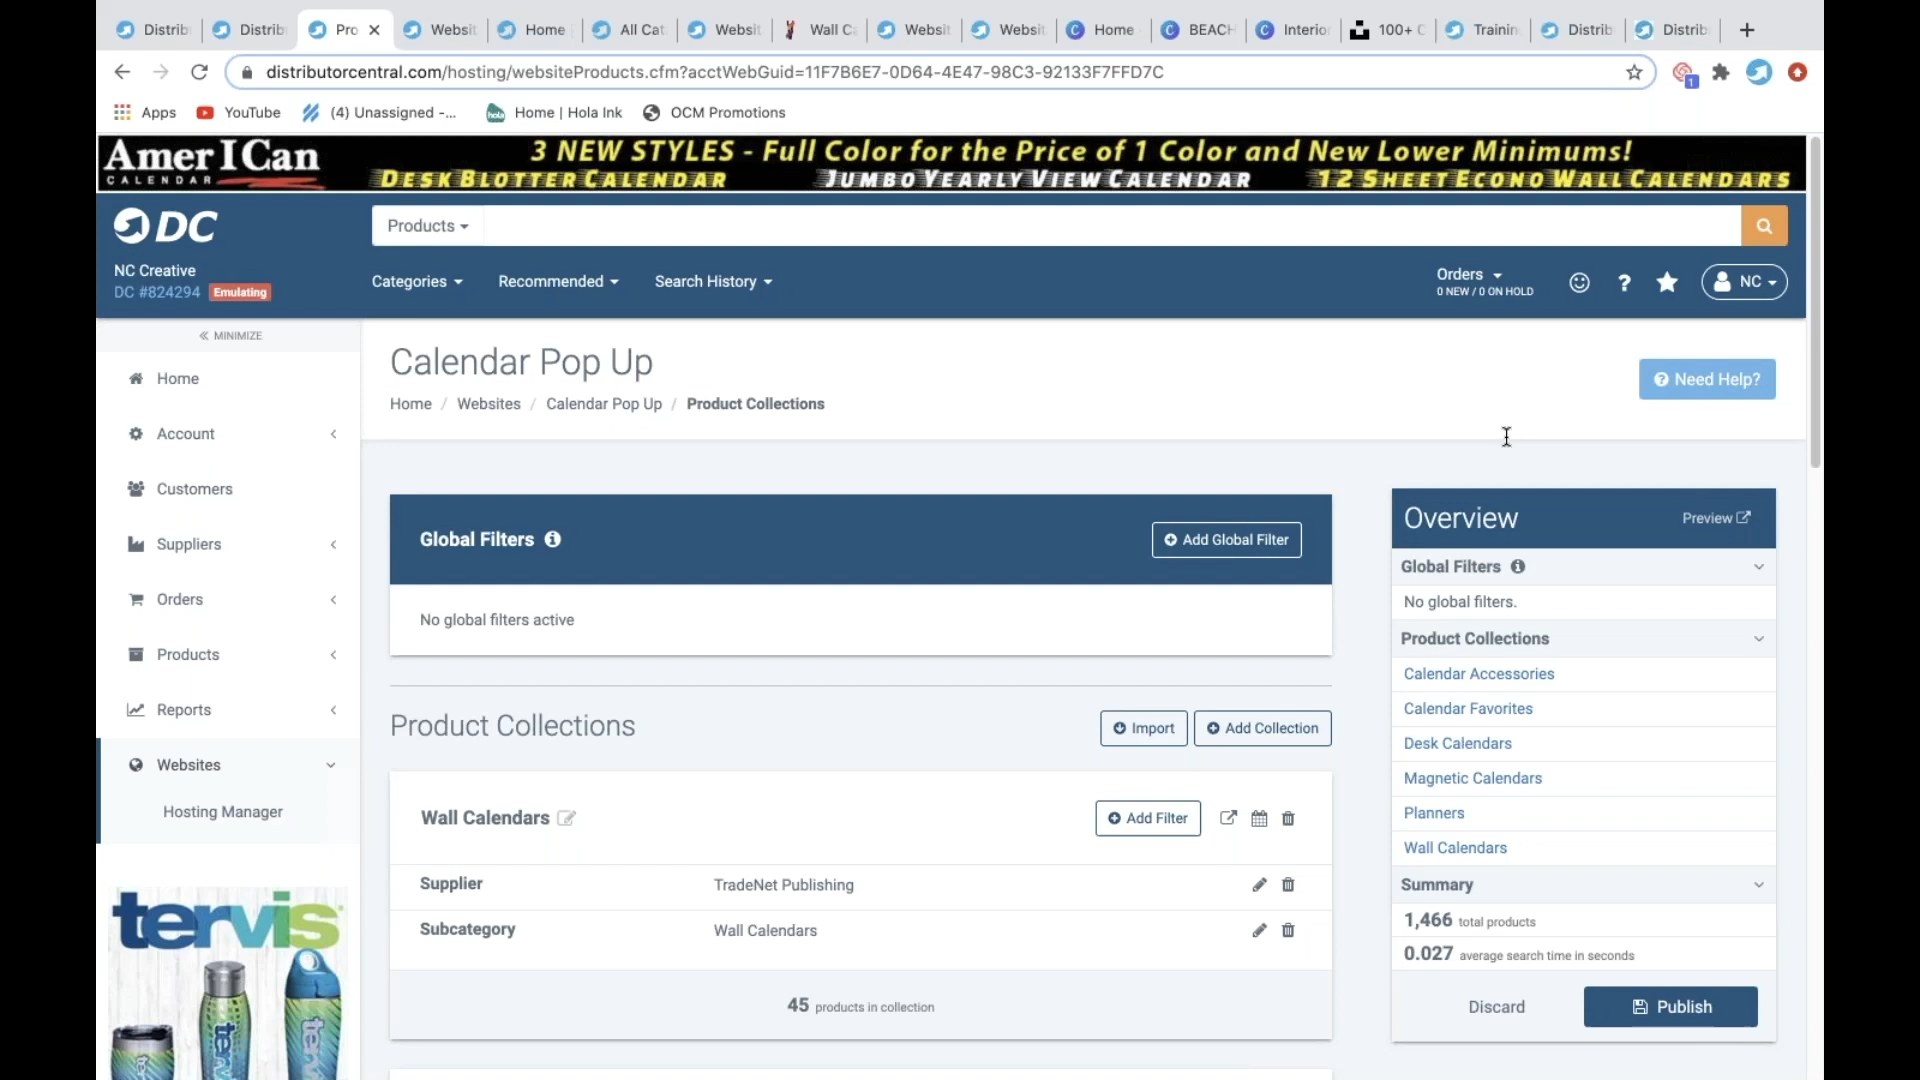 Distrib Distrib Pro Websit Home All Cat Websit Wall Ca Websit Websit Home BEACH Interior 100+ C Trainin Distrib Distrib
distributorcentral.com/hosting/websiteProducts.cfm?acctWebGuid=11F7B6E7-0D64-4E47-98C3-92133F7FFD7C
1
Apps YouTube (4) Unassigned -... Home | Hola Ink OCM Promotions
AmerICan
CALENDAR
3 NEW STYLES - Full Color for the Price of 1 Color and New Lower Minimums!
DESK BLOTTER CALENDAR JUMBO YEARLY VIEW CALENDAR 12 SHEET ECONO WALL CALENDARS
DC
Products
NC Creative
DC #824294 Emulating
Categories Recommended Search History
Orders
0 NEW / 0 ON HOLD
NC
MINIMIZE
Home
Account
Customers
Suppliers
Orders
Products
Reports
Websites
Hosting Manager
tervis
Calendar Pop Up
Home / Websites / Calendar Pop Up / Product Collections
Need Help?
Global Filters
Add Global Filter
No global filters active
Product Collections
Import
Add Collection
Wall Calendars
Add Filter
Supplier TradeNet Publishing
Subcategory Wall Calendars
45 products in collection
Overview
Preview
Global Filters
No global filters.
Product Collections
Calendar Accessories
Calendar Favorites
Desk Calendars
Magnetic Calendars
Planners
Wall Calendars
Summary
1,466 total products
0.027 average search time in seconds
Discard
Publish